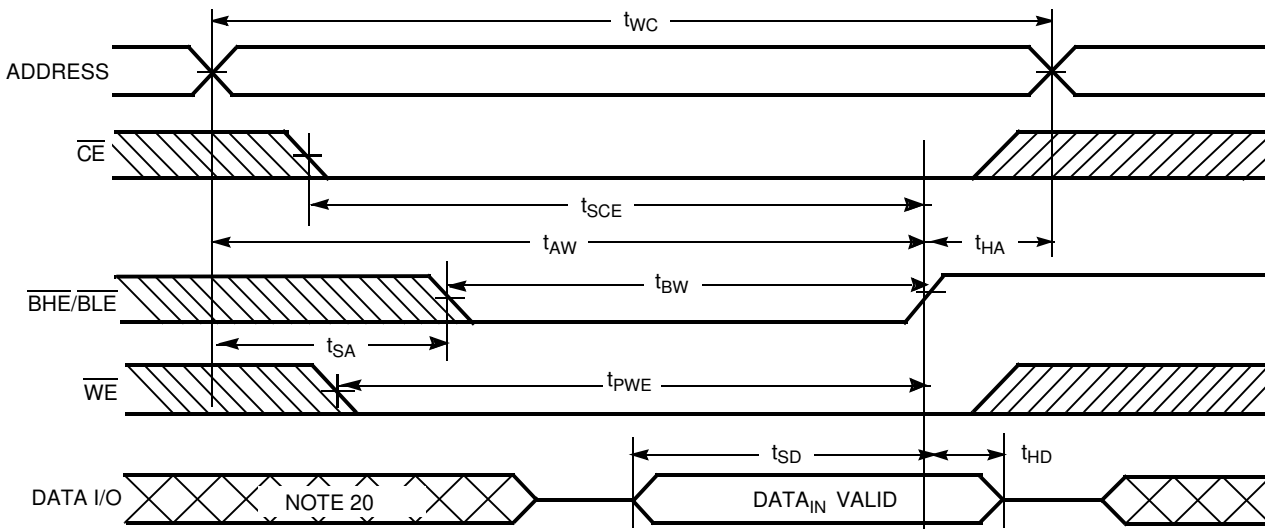 tWC
ADDRESS
CE
tSCE
tAW
tHA
BHE/BLE
tBW
tSA
WE
tPWE
tSD
tHD
DATA I/O
NOTE 20
DATAIN VALID